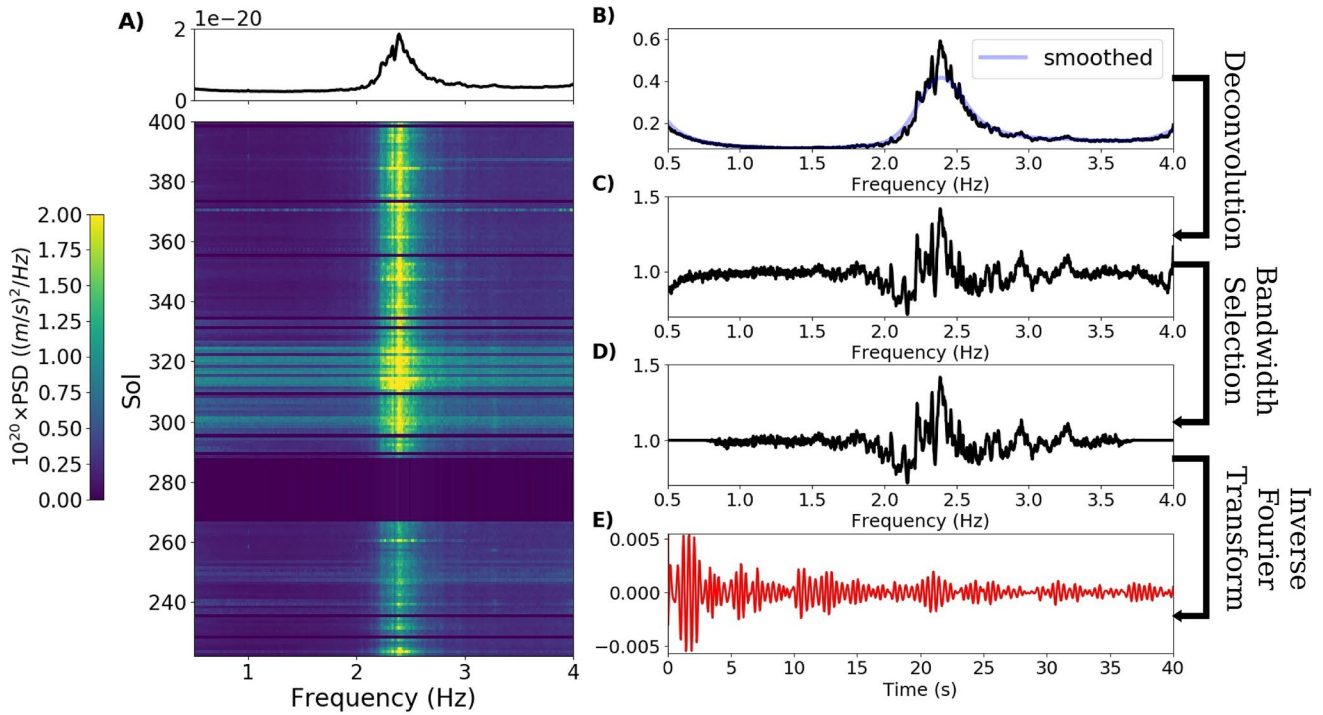 A)
1e−20
2
0
400
380
360
340
320
300
280
260
240
Sol
1 2 3 4
Frequency (Hz)
2.00
1.75
1.50
1.25
1.00
0.75
0.50
0.25
0.00
10²⁰×PSD ((m/s)²/Hz)
B)
0.6
0.4
0.2
smoothed
0.5 1.0 1.5 2.0 2.5 3.0 3.5 4.0
Frequency (Hz)
Deconvolution
C)
1.5
1.0
0.5 1.0 1.5 2.0 2.5 3.0 3.5 4.0
Frequency (Hz)
Bandwidth
Selection
D)
1.5
1.0
0.5 1.0 1.5 2.0 2.5 3.0 3.5 4.0
Frequency (Hz)
Inverse
Fourier
Transform
E)
0.005
0.000
−0.005
0 5 10 15 20 25 30 35 40
Time (s)